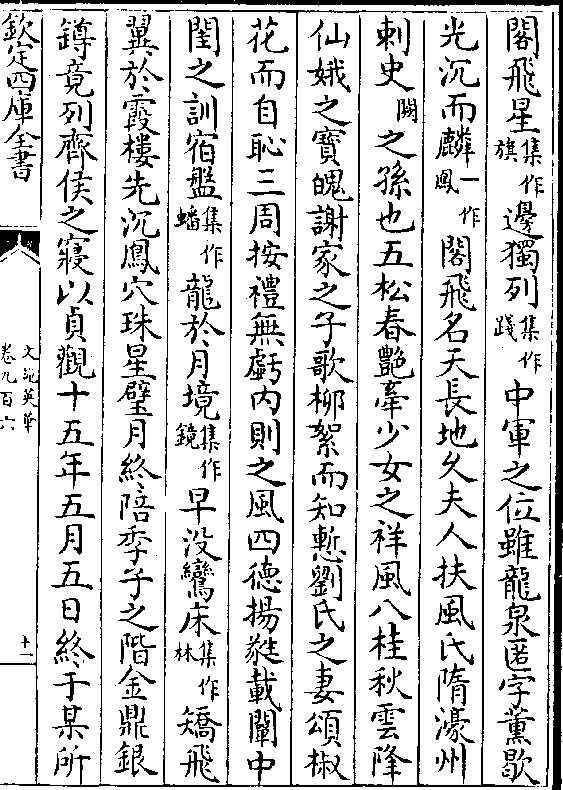 閣飛星集作旗邊獨列集作踐中軍之位雖龍泉匿字薰歇
光沉而麟一作鳳閣飛名天長地久夫人扶風氏隋濠州
刺史闕之孫也五松春艷牽少女之祥風八桂秋雲降
仙娥之寶魄謝家之子歌柳絮而知慙劉氏之妻頌椒
花而自恥三周按禮無虧內則之風四德揚蕤載闡中
閨之訓宿盤集作蟠龍於月境集作鏡早没鸞床集作林矯飛
翼於霞樓先沉鳳穴珠星璧月終陪季子之階金鼎銀
鐏竟列齊侯之寢以貞觀十五年五月五日終于某所
欽定四庫全書
文苑英華
卷九百六
十一